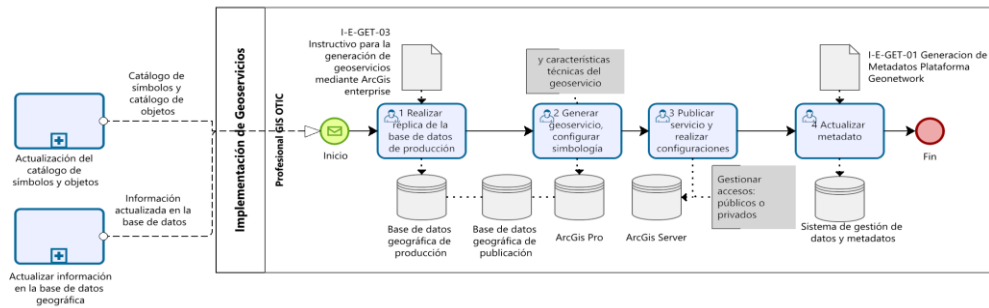 Catálogo de
símbolos y
catálogo de
objetos
Actualización del
catálogo de
símbolos y objetos
Información
actualizada en la
base de datos
Actualizar información
en la base de datos
geográfica
Implementación de Geoservicios
Profesional GIS OTIC
Inicio
I-E-GET-03
Instructivo para la
generación de
geoservicios
mediante ArcGis
enterprise
1 Realizar
replica de la
base de datos
de producción
Base de datos
geográfica de
producción
Base de datos
geográfica de
publicación
y características
técnicas del
geoservicio
2 Generar
geoservicio,
configurar
simbología
ArcGis Pro
3 Publicar
servicio y
realizar
configuraciones
ArcGis Server
Gestionar
accesos:
públicos o
privados
I-E-GET-01 Generacion de
Metadatos Plataforma
Geonetwork
4 Actualizar
metadato
Sistema de gestión de
datos y metadatos
Fin